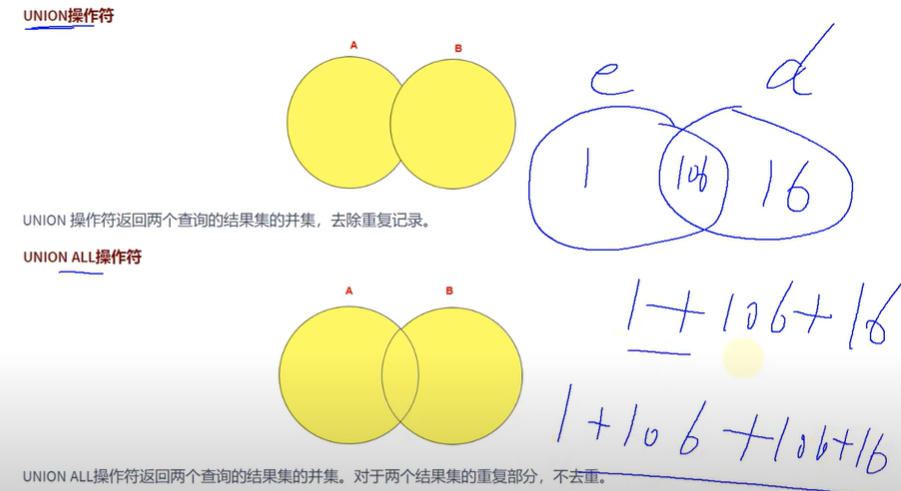 UNION操作符
A B
e d
1 106 16
UNION 操作符返回两个查询的结果集的并集，去除重复记录。
UNION ALL操作符
A B
1+106+16
1+106+106+16
UNION ALL操作符返回两个查询的结果集的并集。对于两个结果集的重复部分，不去重。